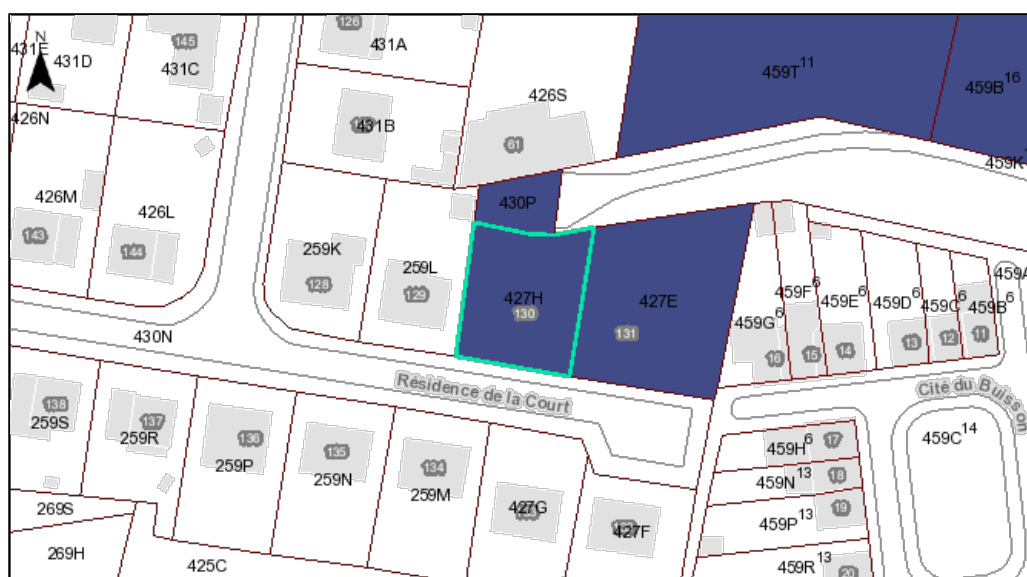 126
145
431A
N
431E
431D
431C
459T11
459B16
426S
431B
426N
61
459K
426M
426L
430P
143
144
259K
259L
459A
128
129
427H
130
427E
131
459G6
459F6
459E6
459D6
459C6
459B6
16
15
14
13
12
11
430N
Résidence de la Court
Cité du Buisson
138
259S
137
259R
136
259P
135
259N
134
259M
427G
427F
459H6
17
459C14
459N13
18
459P13
19
459R13
20
269S
269H
425C